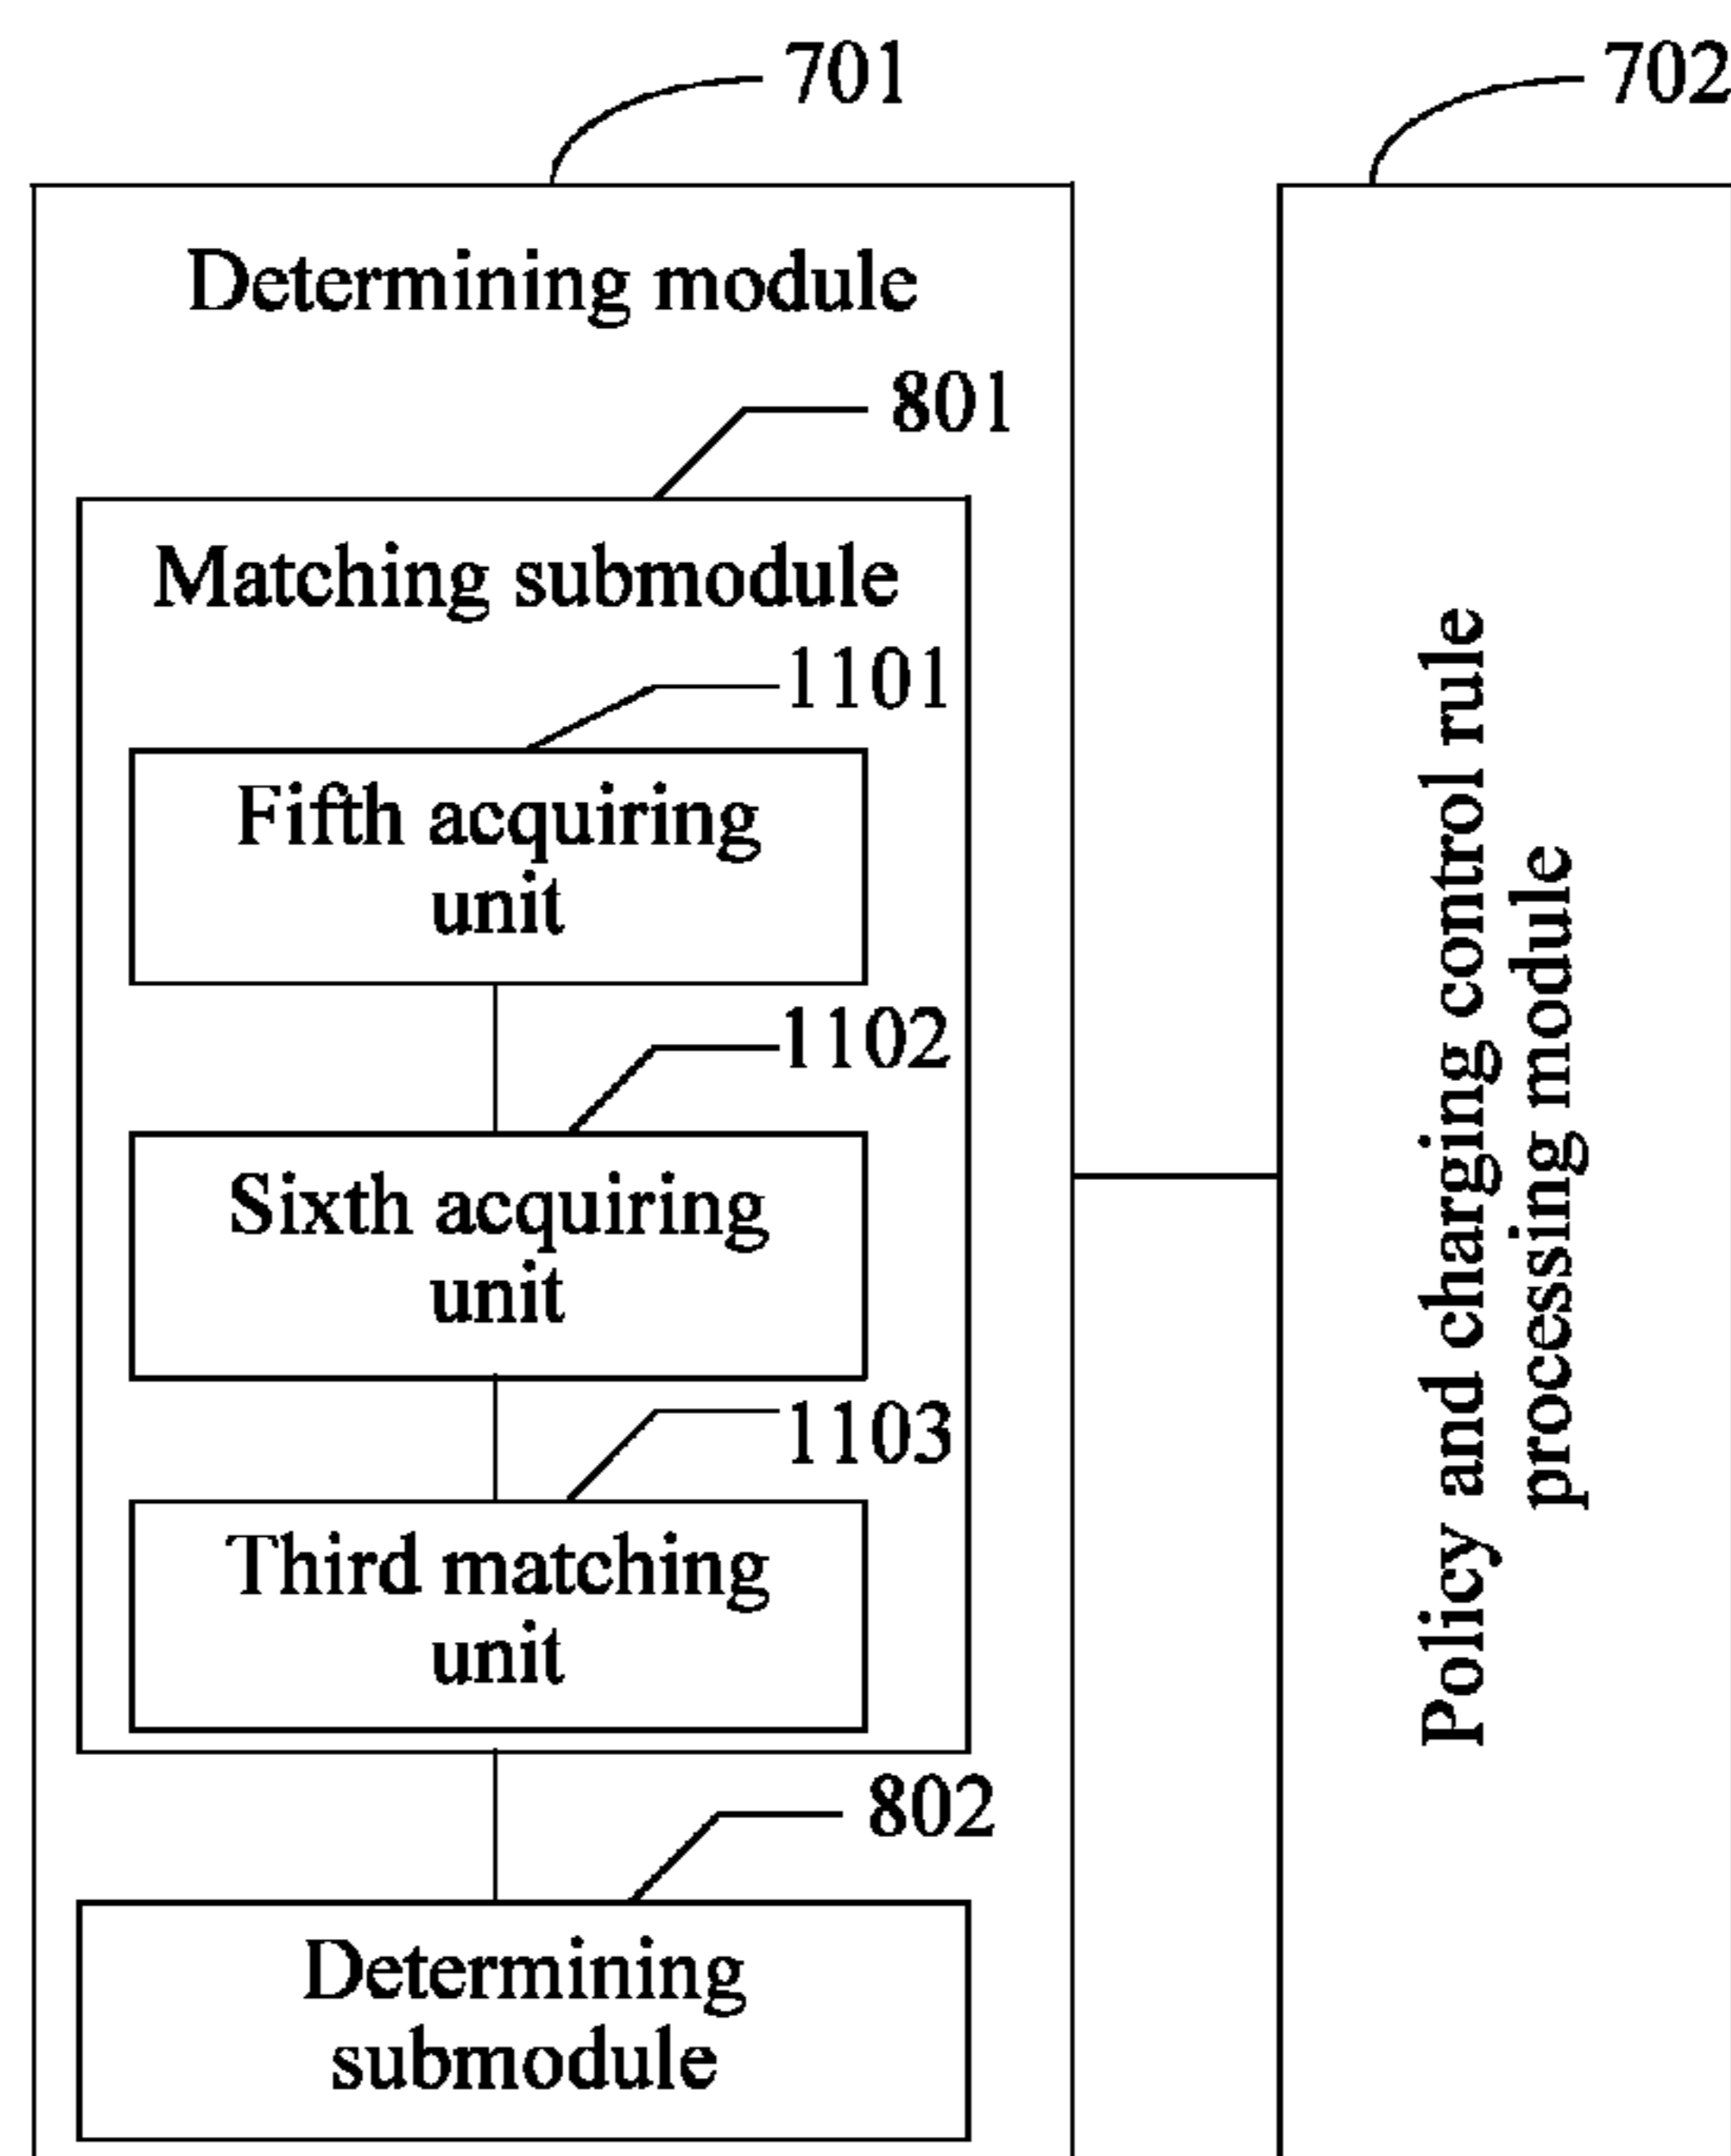 701
702
Determining module
801
Matching submodule
1101
Fifth acquiring
unit
1102
Sixth acquiring
unit
1103
Third matching
unit
802
Determining
submodule
Policy and charging control rule
processing module